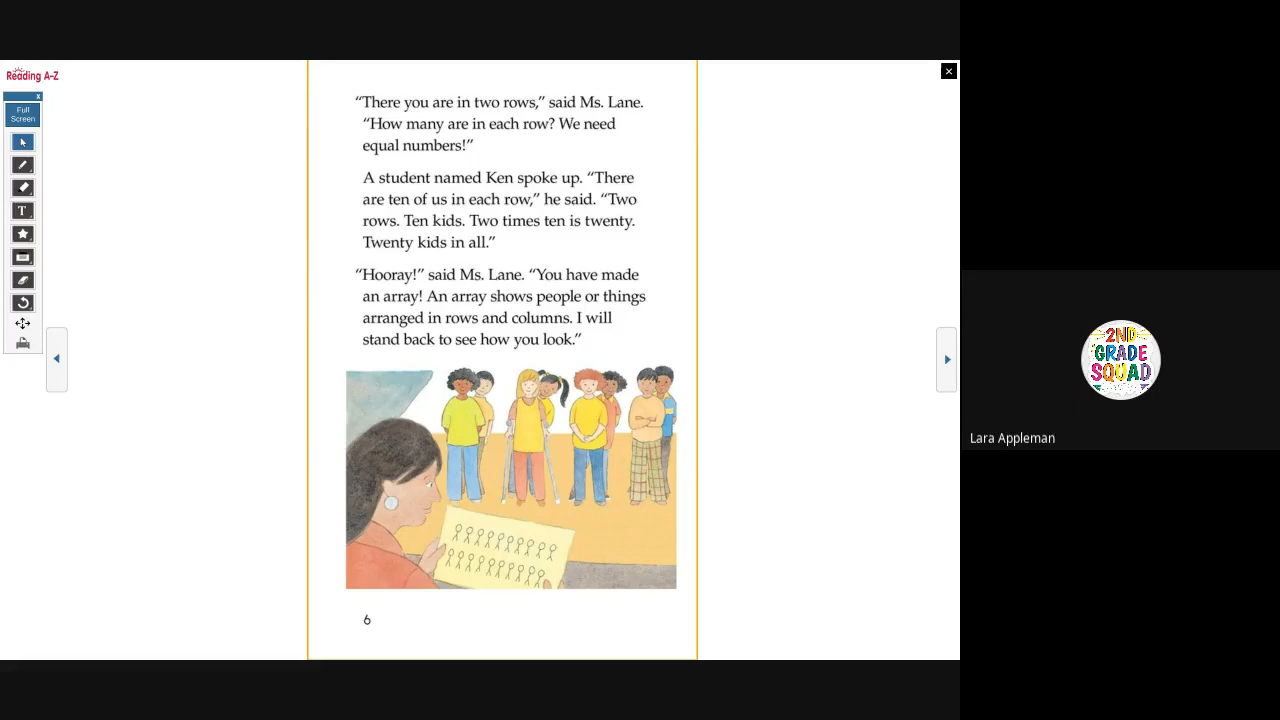 Reading A-Z
x
Full
Screen
T
“There you are in two rows,” said Ms. Lane.
“How many are in each row? We need
equal numbers!”
A student named Ken spoke up. “There
are ten of us in each row,” he said. “Two
rows. Ten kids. Two times ten is twenty.
Twenty kids in all.”
“Hooray!” said Ms. Lane. “You have made
an array! An array shows people or things
arranged in rows and columns. I will
stand back to see how you look.”
6
2ND
GRADE
SQUAD
Lara Appleman